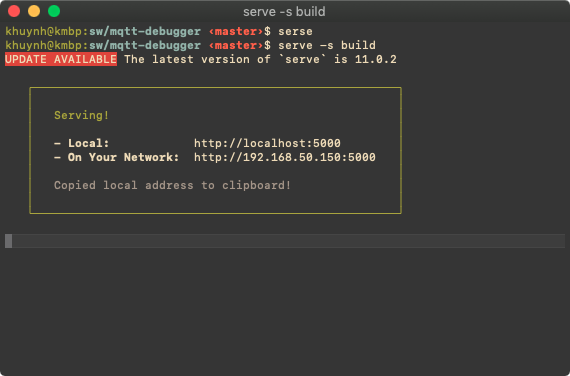 serve -s build
khuynh@kmbp:sw/mqtt-debugger ‹master›$ serse
khuynh@kmbp:sw/mqtt-debugger ‹master›$ serve -s build
UPDATE AVAILABLE The latest version of `serve` is 11.0.2
Serving!
- Local: http://localhost:5000
- On Your Network: http://192.168.50.150:5000
Copied local address to clipboard!